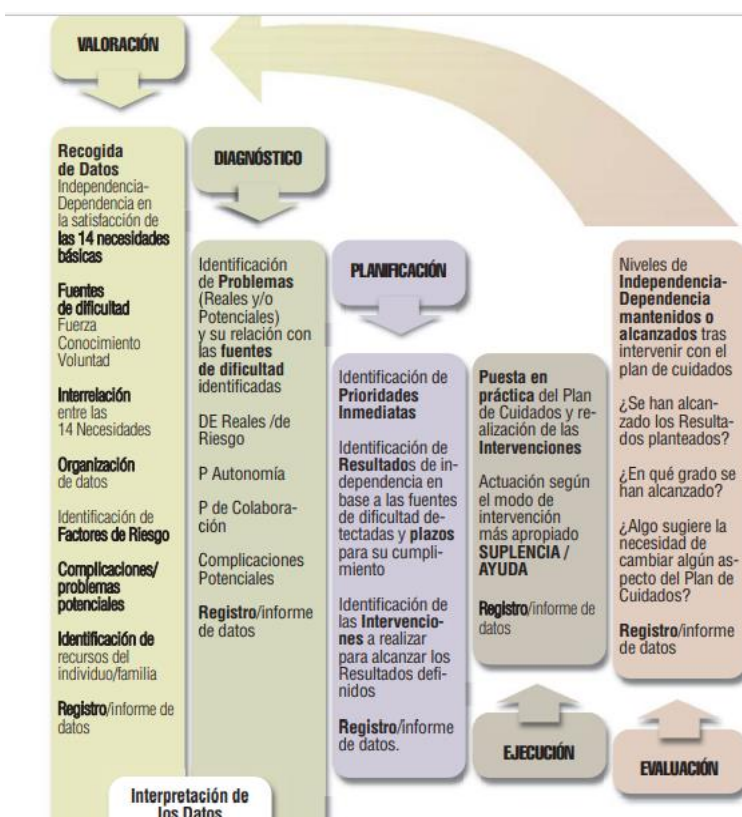 VALORACIÓN
Recogida
de Datos
Independencia-
Dependencia en
la satisfacción de
las 14 necesidades
básicas
Fuentes
de dificultad
Fuerza
Conocimiento
Voluntad
Interrelación
entre las
14 Necesidades
Organización
de datos
Identificación de
Factores de Riesgo
Complicaciones/
problemas
potenciales
Identificación de
recursos del
individuo/familia
Registro/informe de
datos
DIAGNÓSTICO
Identificación
de Problemas
(Reales y/o
Potenciales)
y su relación con
las fuentes
de dificultad
identificadas
DE Reales /de
Riesgo
P Autonomía
P de Colabora-
ción
Complicaciones
Potenciales
Registro/informe
de datos
Interpretación de
los Datos
PLANIFICACIÓN
Identificación de
Prioridades
Inmediatas
Identificación de
Resultados de in-
dependencia en
base a las fuentes
de dificultad de-
tectadas y plazos
para su cumpli-
miento
Identificación de
las Intervencio-
nes a realizar
para alcanzar los
Resultados defi-
nidos
Registro/informe
de datos.
Puesta en
práctica del Plan
de Cuidados y re-
alización de las
Intervenciones
Actuación según
el modo de
intervención
más apropiado
SUPLENCIA /
AYUDA
Registro/informe de
datos
EJECUCIÓN
Niveles de
Independencia-
Dependencia
mantenidos o
alcanzados tras
intervenir con el
plan de cuidados
¿Se han alcan-
zado los Resulta-
dos planteados?
¿En qué grado se
han alcanzado?
¿Algo sugiere la
necesidad de
cambiar algún as-
pecto del Plan de
Cuidados?
Registro/informe
de datos
EVALUACIÓN